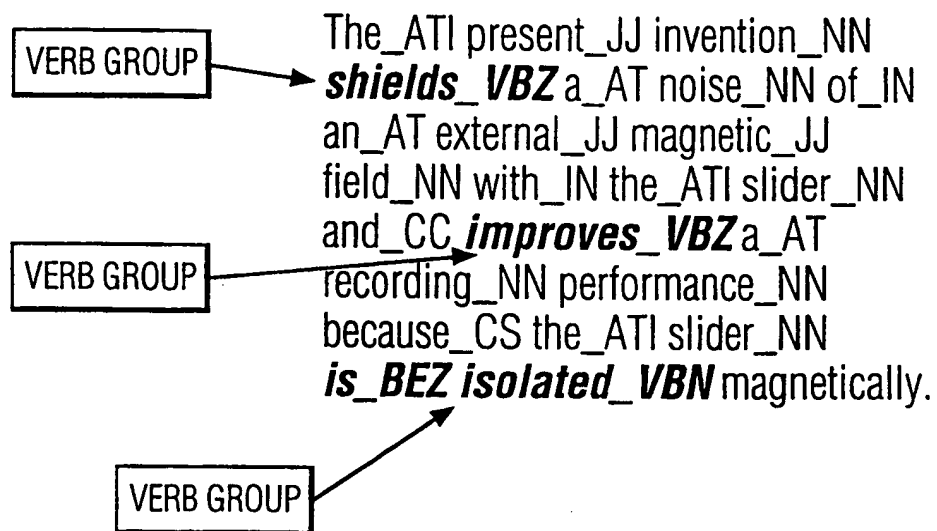 VERB GROUP
The_ATI present_JJ invention_NN
shields_VBZ a_AT noise_NN of_IN
an_AT external_JJ magnetic_JJ
field_NN with_IN the_ATI slider_NN
and_CC improves_VBZ a_AT
VERB GROUP
recording_NN performance_NN
because_CS the_ATI slider_NN
is_BEZ isolated_VBN magnetically.
VERB GROUP